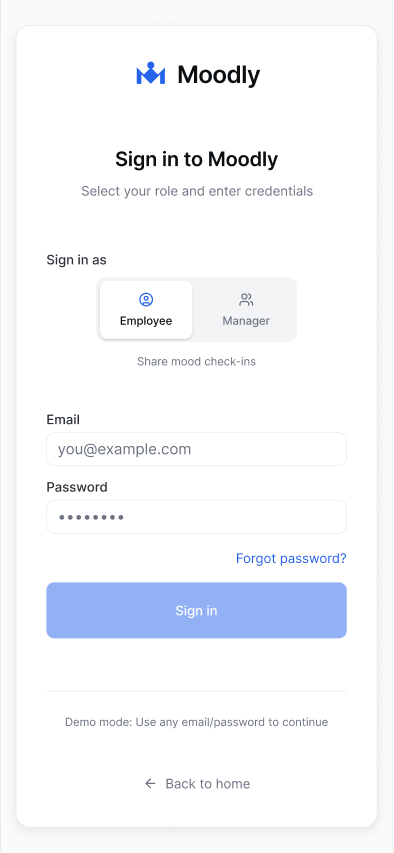 Moodly
Sign in to Moodly
Select your role and enter credentials
Sign in as
Employee
Manager
Share mood check-ins
Email
you@example.com
Password
••••••••
Forgot password?
Sign in
Demo mode: Use any email/password to continue
← Back to home